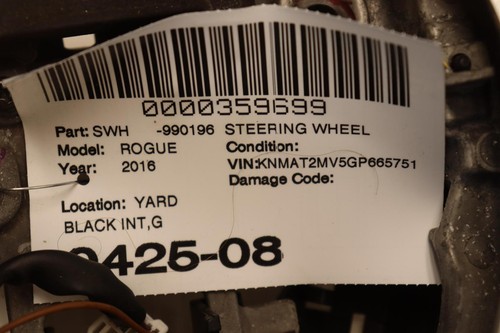 0000359699
Part: SWH -990196 STEERING WHEEL
Model: ROGUE Condition:
Year: 2016 VIN:KNMAT2MV5GP665751
Damage Code:
Location: YARD
BLACK INT,G
0425-08